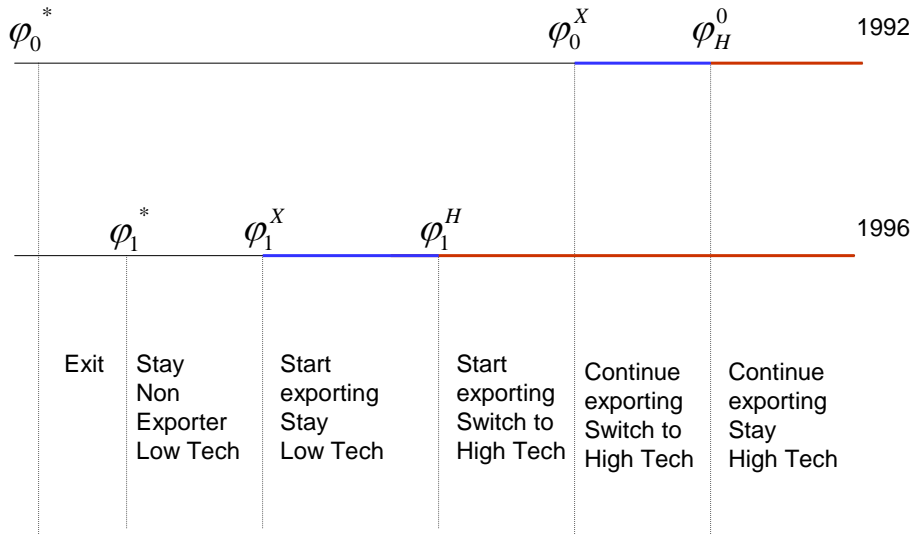 φ₀* φ₀ˣ φ_H⁰ 1992
φ₁* φ₁ˣ φ₁ᴴ 1996
Exit
Stay
Non
Exporter
Low Tech
Start
exporting
Stay
Low Tech
Start
exporting
Switch to
High Tech
Continue
exporting
Switch to
High Tech
Continue
exporting
Stay
High Tech